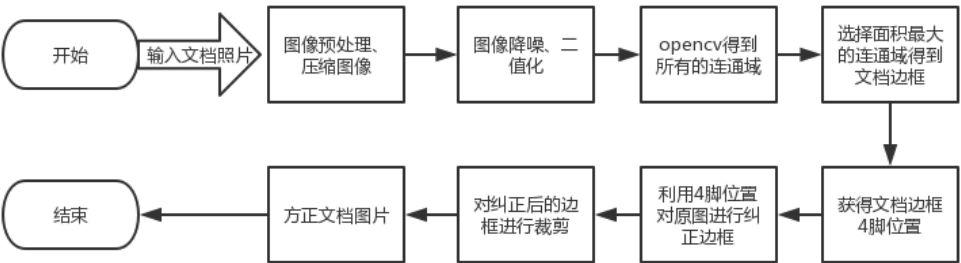 开始
输入文档照片
图像预处理、
压缩图像
图像降噪、二
值化
opencv得到
所有的连通域
选择面积最大
的连通域得到
文档边框
获得文档边框
4脚位置
利用4脚位置
对原图进行纠
正边框
对纠正后的边
框进行裁剪
方正文档图片
结束